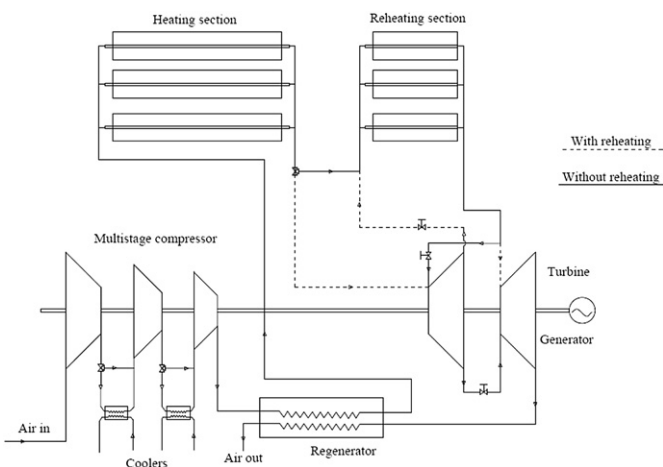 Heating section
Reheating section
With reheating
Without reheating
Multistage compressor
Turbine
Generator
Air in
Coolers
Air out
Regenerator